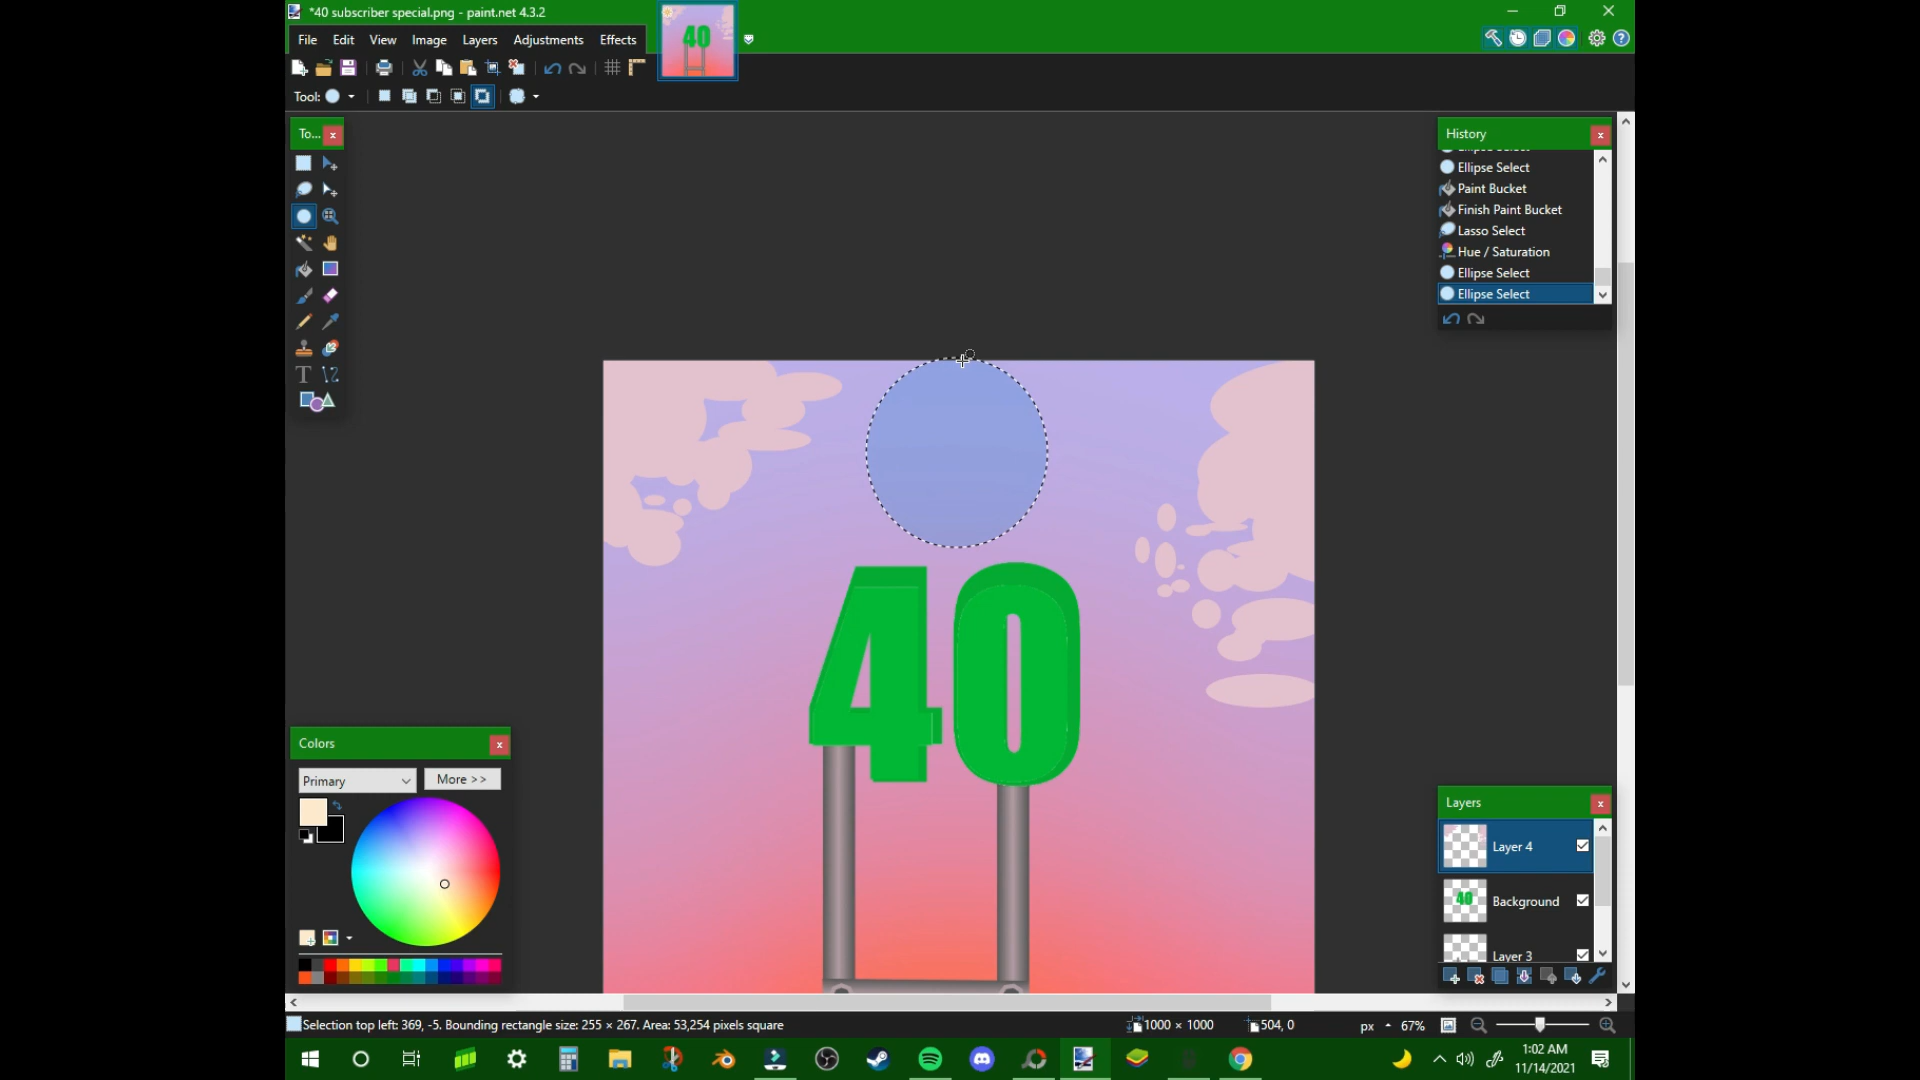 *40 subscriber special.png - paint.net 4.3.2
File Edit View Image Layers Adjustments Effects
Tool:
To...
History
Ellipse Select
Ellipse Select
Paint Bucket
Finish Paint Bucket
Lasso Select
Hue / Saturation
Ellipse Select
Ellipse Select
40
Colors
Primary
More >>
Layers
Layer 4
Background
Layer 3
Selection top left: 369, -5. Bounding rectangle size: 255 × 267. Area: 53,254 pixels square
1000 × 1000
504, 0
px
67%
1:02 AM
11/14/2021